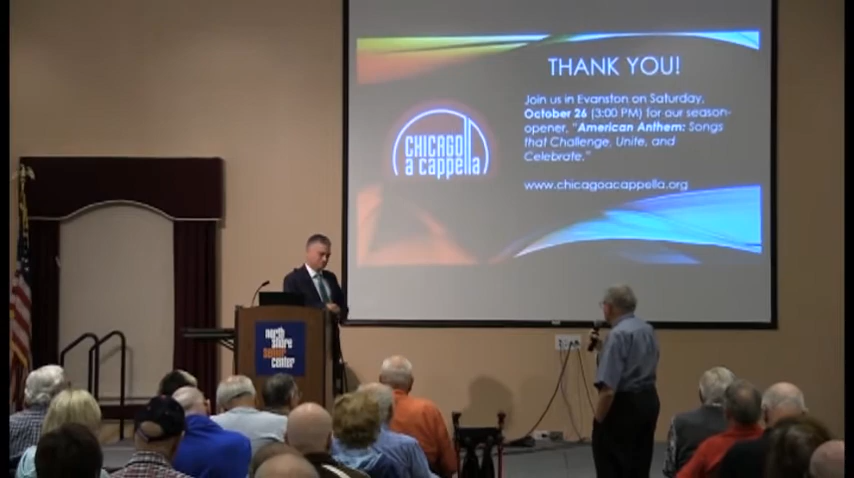 THANK YOU!
Join us in Evanston on Saturday,
October 26 (3:00 PM) for our season-
opener, "American Anthem: Songs
that Challenge, Unite, and
Celebrate."
www.chicagoacappella.org
CHICAGO
a cappella
north
shore
senior
center